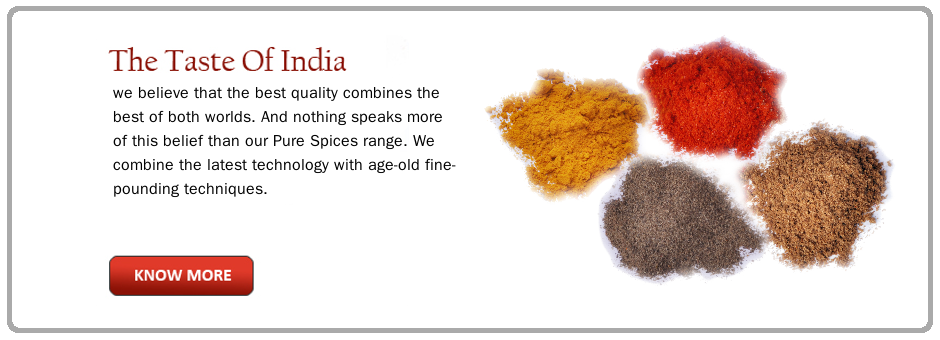 The Taste Of India
we believe that the best quality combines the
best of both worlds. And nothing speaks more
of this belief than our Pure Spices range. We
combine the latest technology with age-old fine-
pounding techniques.
KNOW MORE